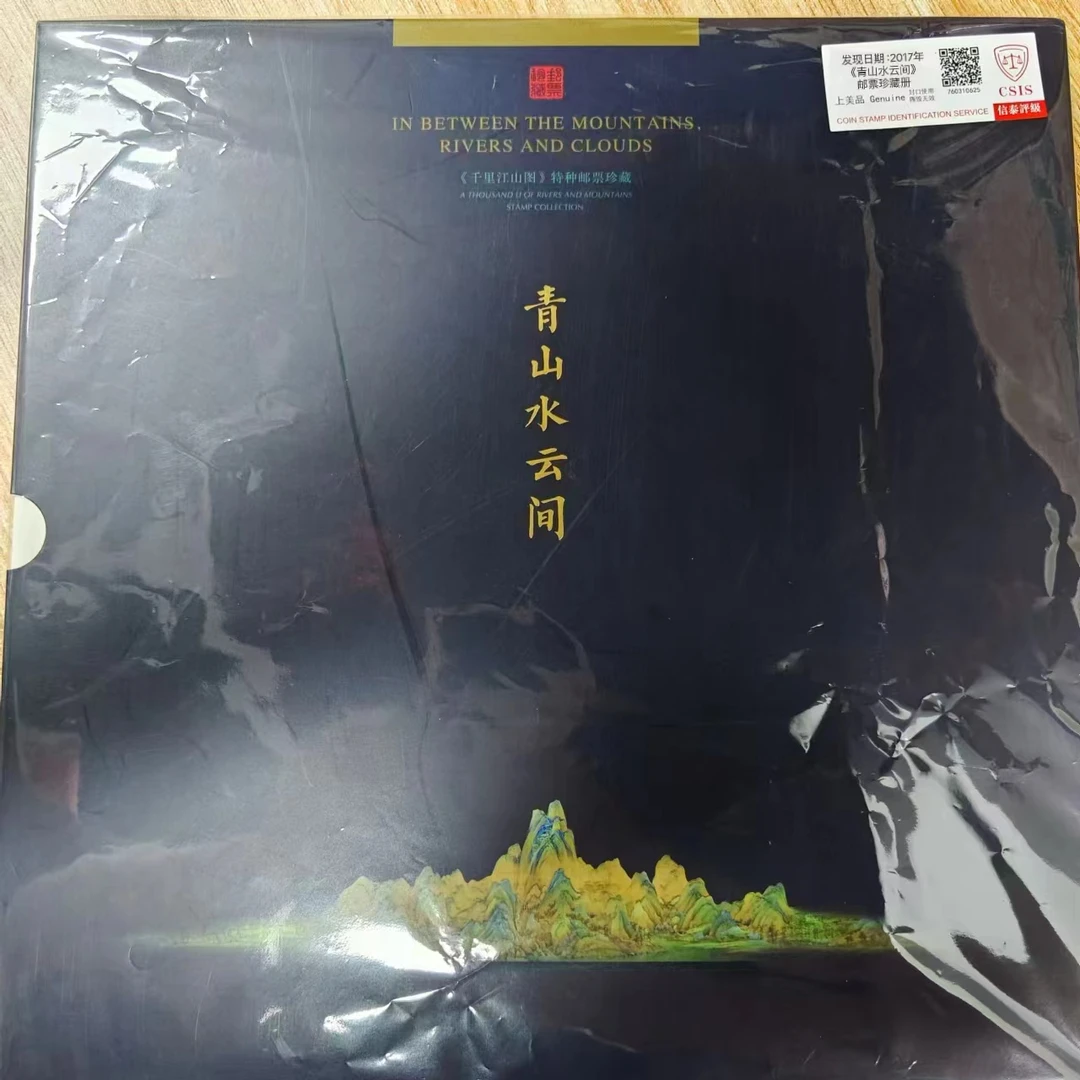 IN BETWEEN THE MOUNTAINS,
RIVERS AND CLOUDS
《千里江山图》特种邮票珍藏
A THOUSAND LI OF RIVERS AND MOUNTAINS
STAMP COLLECTION
青山水云间
发现日期:2017年
《青山水云间》
邮票珍藏册
上美品 Genuine
760310625
CSIS
COIN STAMP IDENTIFICATION SERVICE
信泰評級